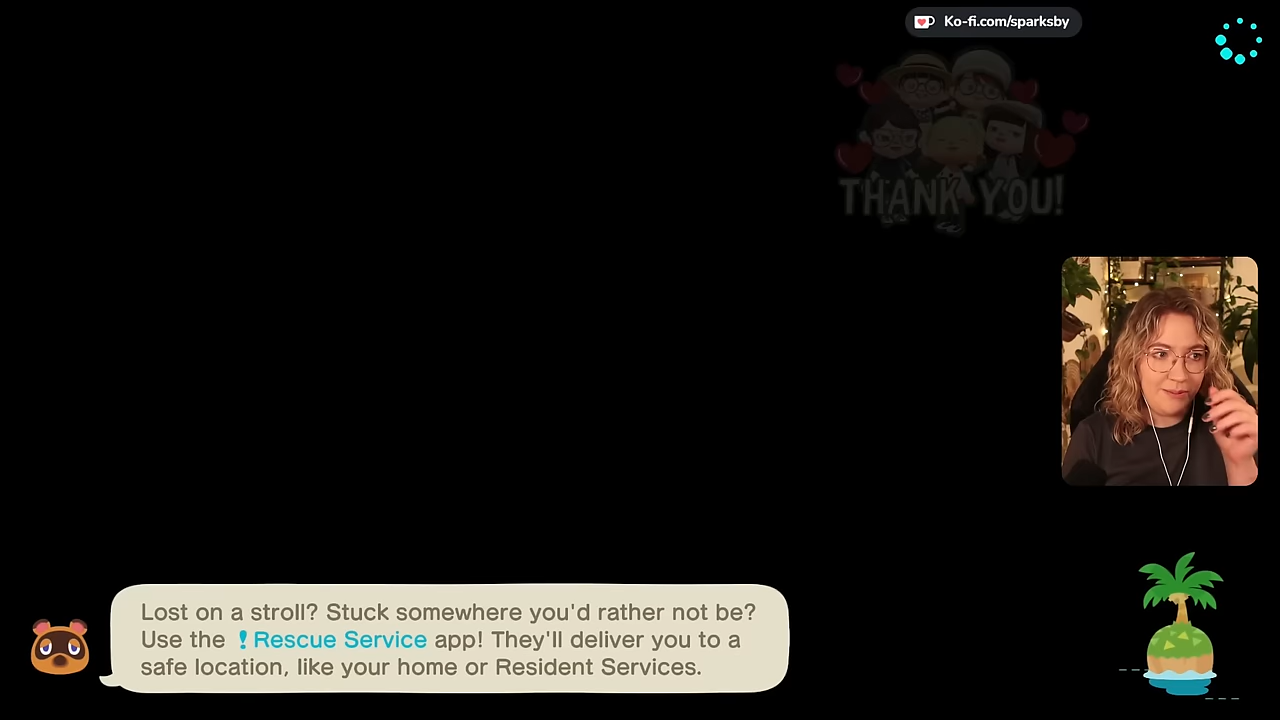 Ko-fi.com/sparksby
THANK YOU!
Lost on a stroll? Stuck somewhere you'd rather not be?
Use the ! Rescue Service app! They'll deliver you to a
safe location, like your home or Resident Services.